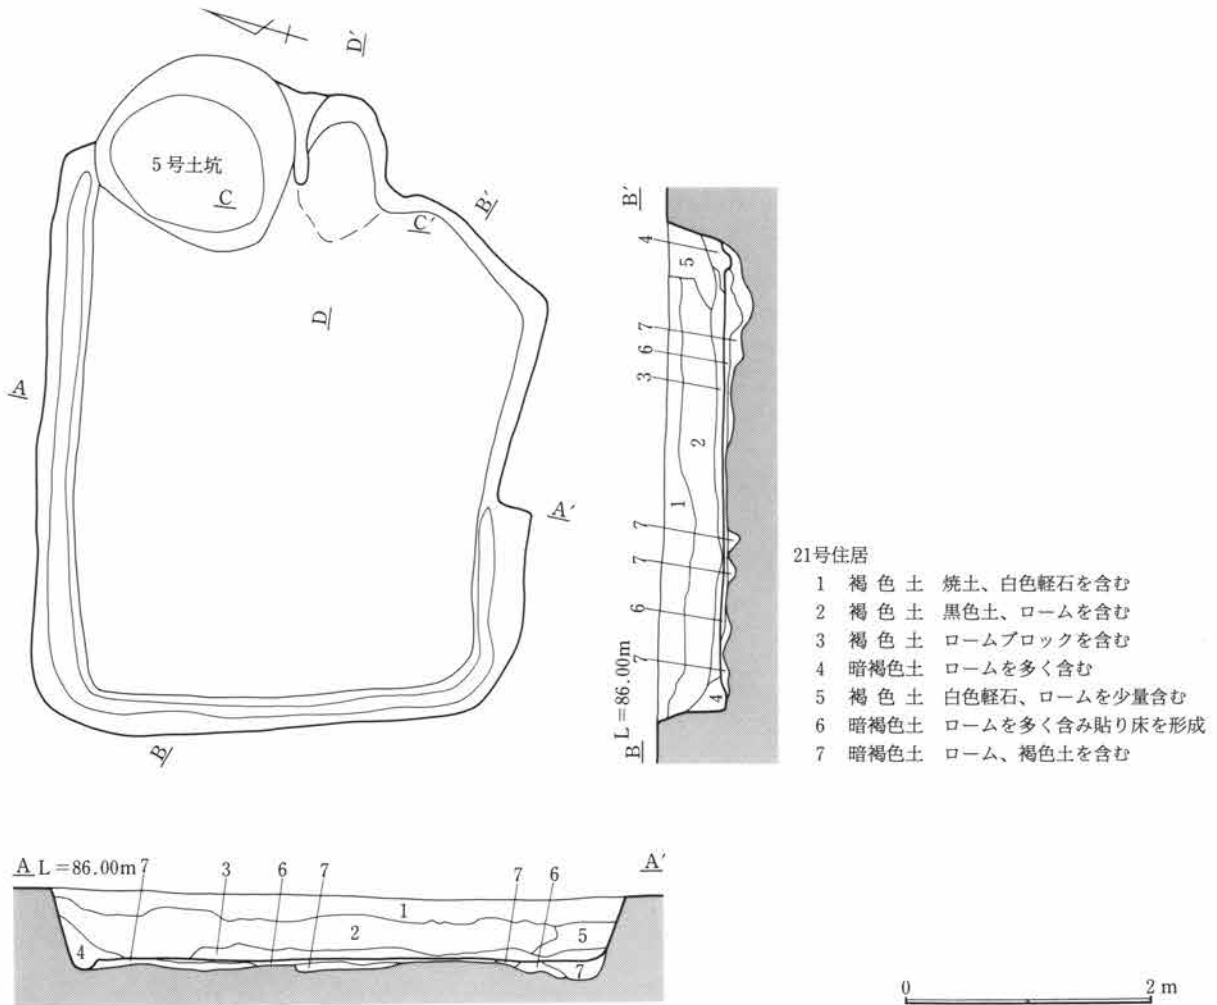 D′
5号土坑
C
C′
B′
D
A
A′
B
B′
4
5
7
6
3
2
1
7
7
6
7
4
B L=86.00m
21号住居
1 褐色土 焼土、白色軽石を含む
2 褐色土 黒色土、ロームを含む
3 褐色土 ロームブロックを含む
4 暗褐色土 ロームを多く含む
5 褐色土 白色軽石、ロームを少量含む
6 暗褐色土 ロームを多く含み貼り床を形成
7 暗褐色土 ローム、褐色土を含む
A L=86.00m 7 3 6 7 7 6 A′
1
2
5
4
7
0 2m